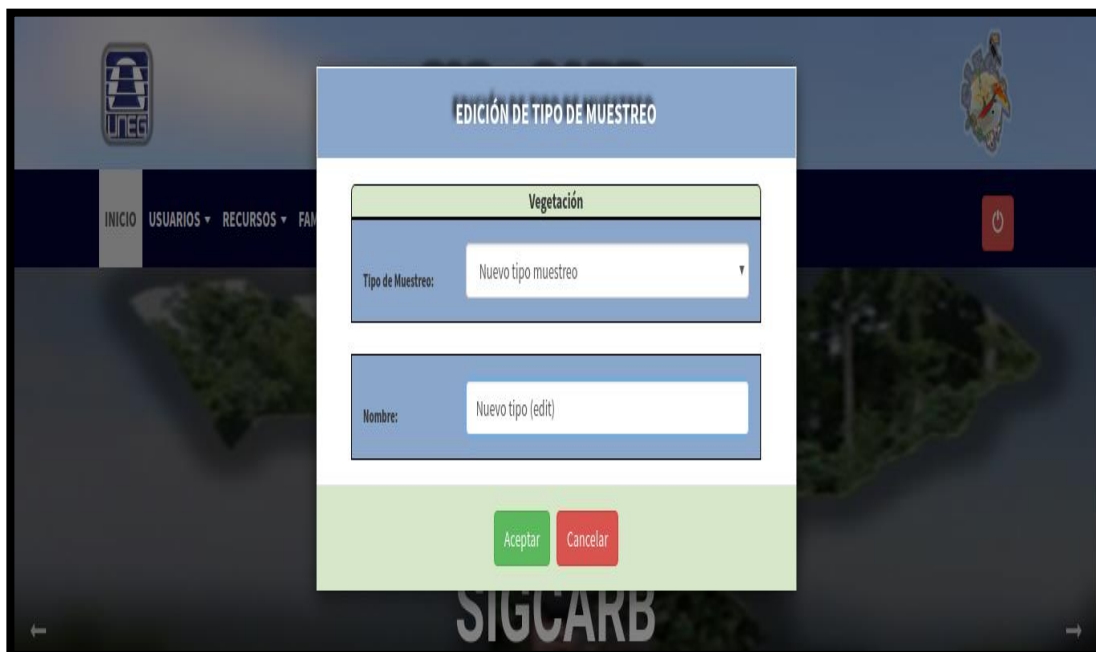 UNEG
EDICIÓN DE TIPO DE MUESTREO
INICIO USUARIOS RECURSOS FAM
Vegetación
Tipo de Muestreo: Nuevo tipo muestreo
Nombre: Nuevo tipo (edit)
Aceptar Cancelar
SIGCARB